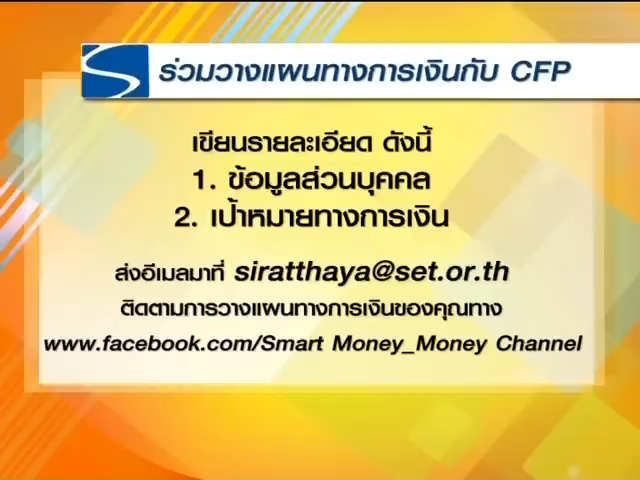 ร่วมวางแผนทางการเงินกับ CFP
เขียนรายละเอียด ดังนี้
1. ข้อมูลส่วนบุคคล
2. เป้าหมายทางการเงิน
ส่งอีเมลมาที่ siratthaya@set.or.th
ติดตามการวางแผนทางการเงินของคุณทาง
www.facebook.com/Smart Money_Money Channel